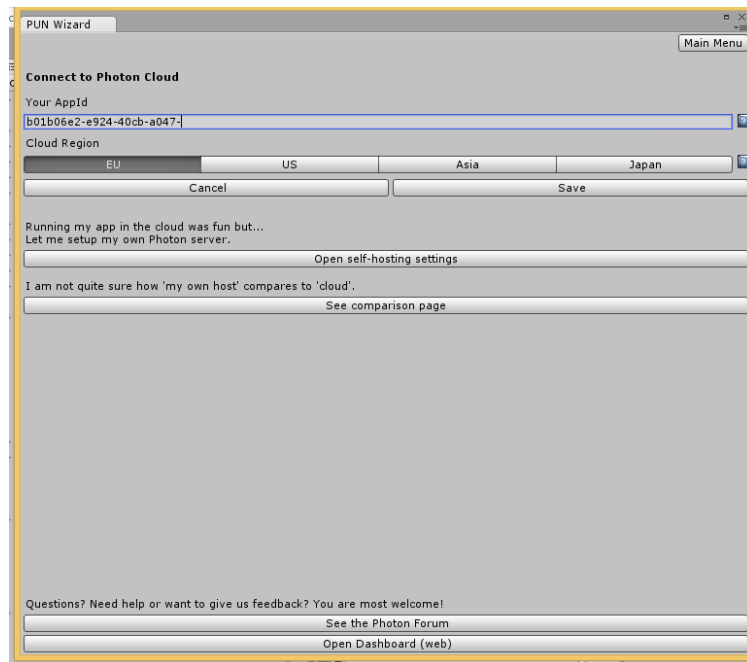 PUN Wizard
Main Menu
Connect to Photon Cloud
Your AppId
b01b06e2-e924-40cb-a047-
Cloud Region
EU US Asia Japan
Cancel Save
Running my app in the cloud was fun but...
Let me setup my own Photon server.
Open self-hosting settings
I am not quite sure how 'my own host' compares to 'cloud'.
See comparison page
Questions? Need help or want to give us feedback? You are most welcome!
See the Photon Forum
Open Dashboard (web)